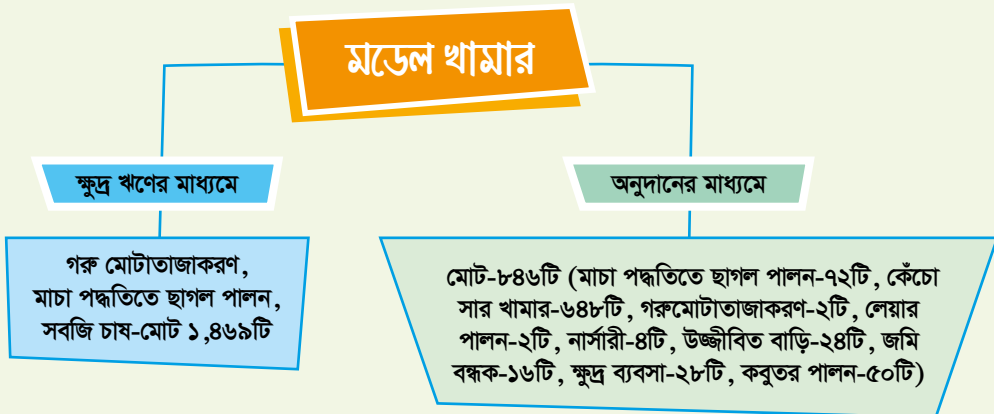 মডেল খামার
ক্ষুদ্র ঋণের মাধ্যমে
গরু মোটাতাজাকরণ,
মাচা পদ্ধতিতে ছাগল পালন,
সবজি চাষ-মোট ১,৪৬৯টি
অনুদানের মাধ্যমে
মোট-৮৪৬টি (মাচা পদ্ধতিতে ছাগল পালন-৭২টি, কেঁচো
সার খামার-৬৪৮টি, গরুমোটাতাজাকরণ-২টি, লেয়ার
পালন-২টি, নার্সারী-৪টি, উজ্জীবিত বাড়ি-২৪টি, জমি
বন্ধক-১৬টি, ক্ষুদ্র ব্যবসা-২৮টি, কবুতর পালন-৫০টি)